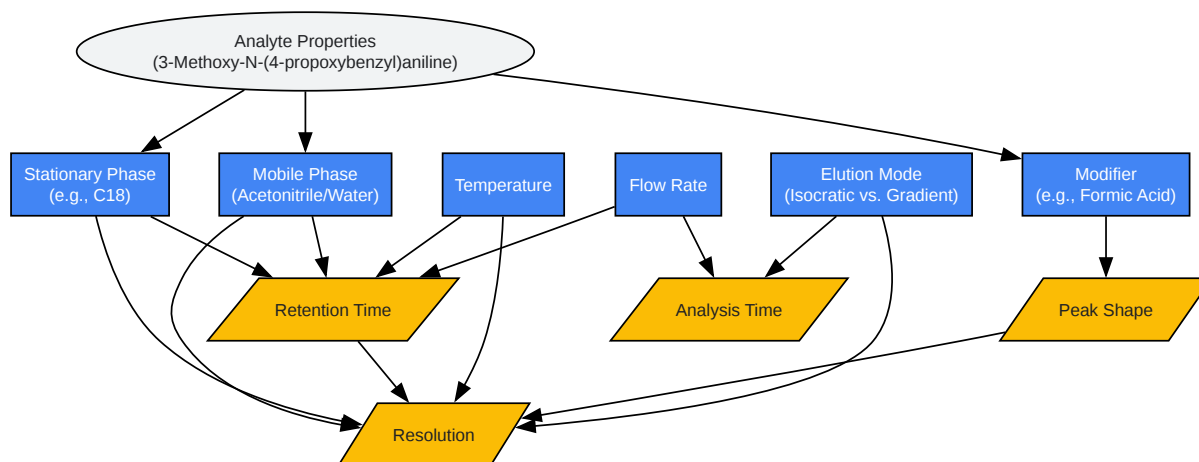 Analyte Properties
(3-Methoxy-N-(4-propoxybenzyl)aniline)
Stationary Phase
(e.g., C18)
Mobile Phase
(Acetonitrile/Water)
Temperature
Flow Rate
Elution Mode
(Isocratic vs. Gradient)
Modifier
(e.g., Formic Acid)
Retention Time
Analysis Time
Peak Shape
Resolution